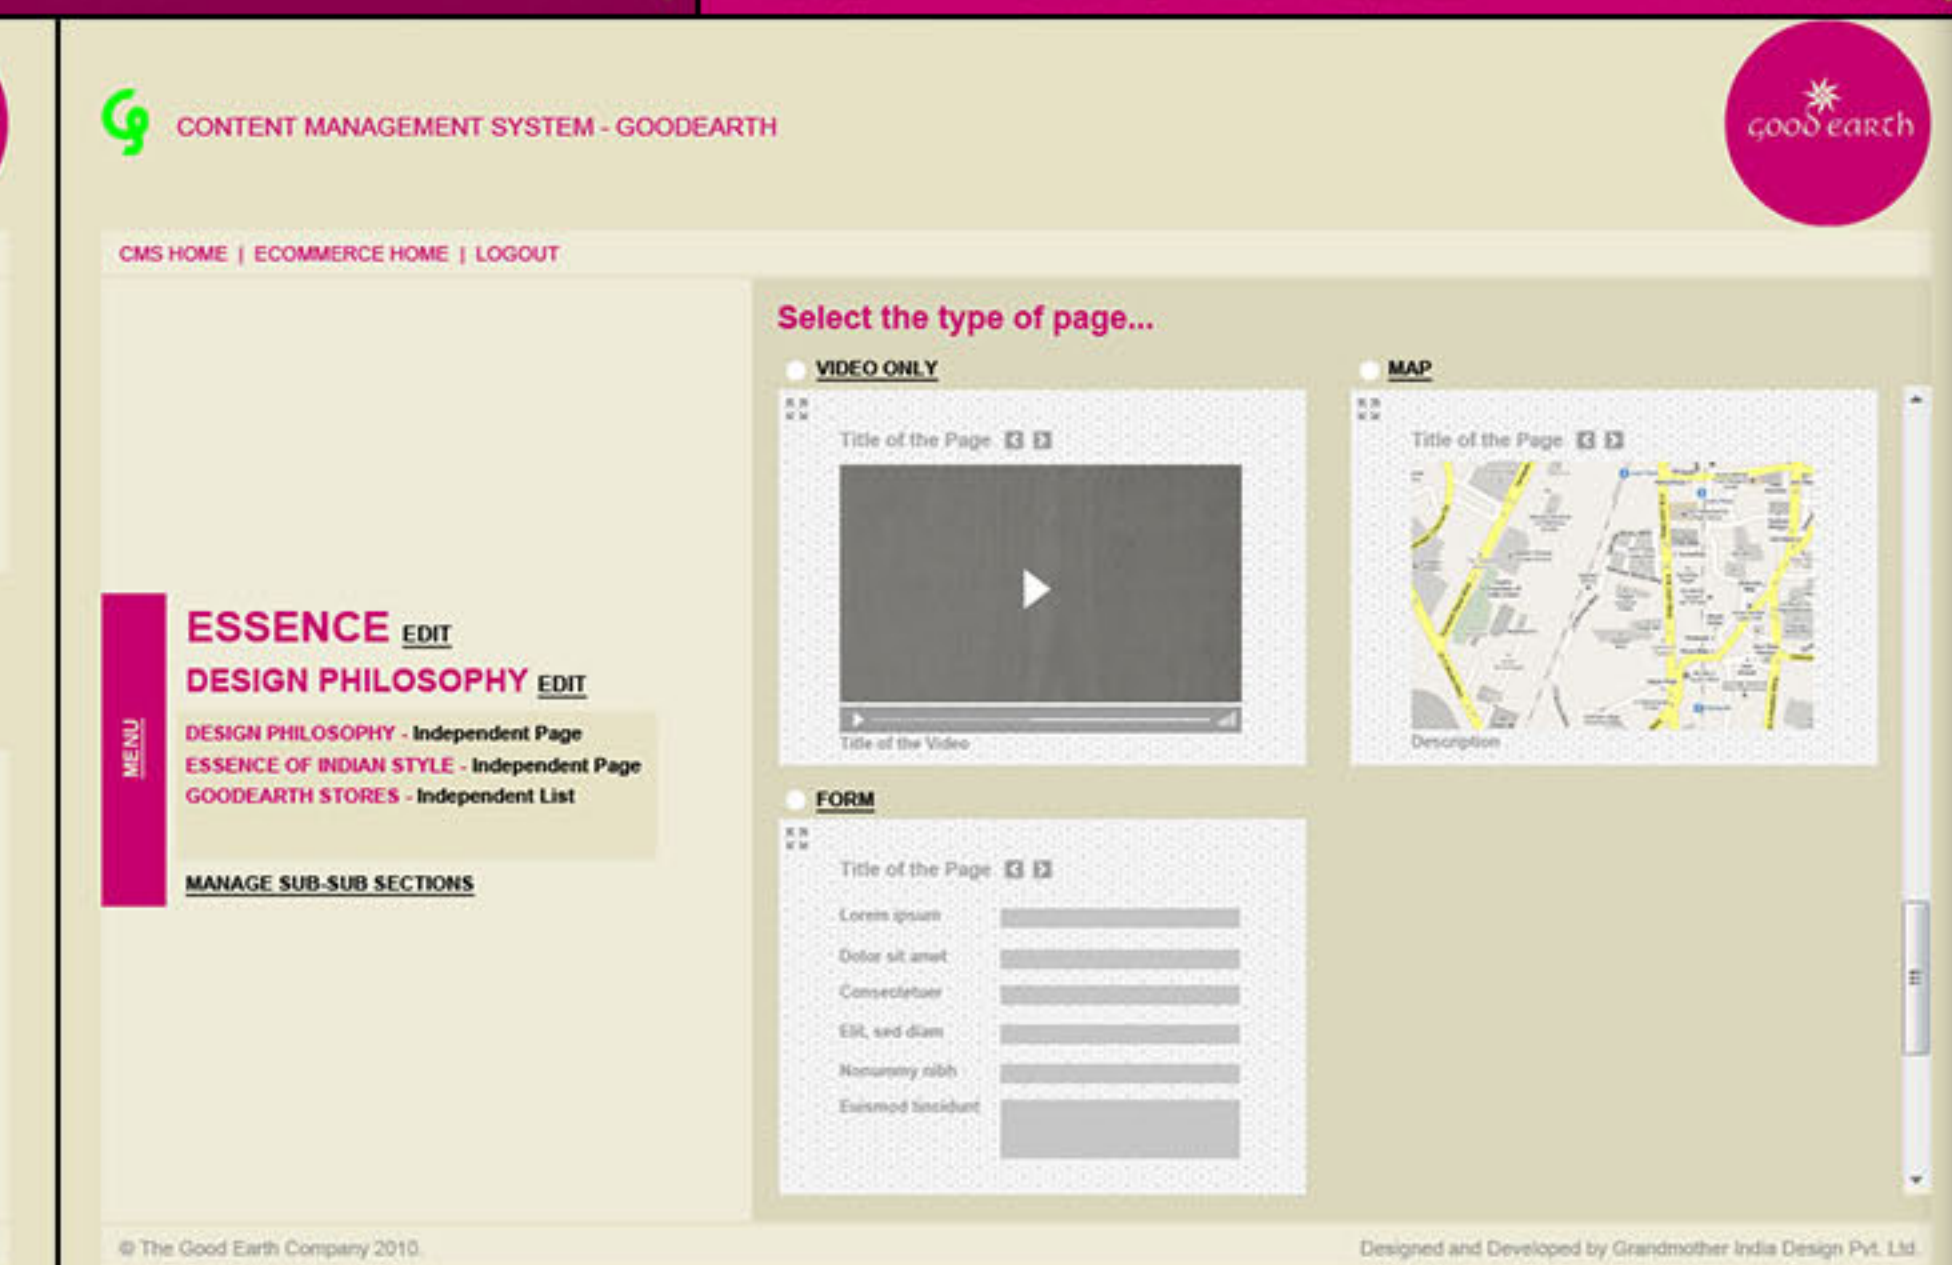 CONTENT MANAGEMENT SYSTEM - GOODEARTH
good earth
CMS HOME | ECOMMERCE HOME | LOGOUT
MENU
ESSENCE EDIT
DESIGN PHILOSOPHY EDIT
DESIGN PHILOSOPHY - Independent Page
ESSENCE OF INDIAN STYLE - Independent Page
GOODEARTH STORES - Independent List
MANAGE SUB-SUB SECTIONS
Select the type of page...
VIDEO ONLY
Title of the Page
Title of the Video
MAP
Title of the Page
Description
FORM
Title of the Page
Lorem ipsum
Dolor sit amet
Consectetuer
Elit, sed diam
Nonummy nibh
Euismod tincidunt
© The Good Earth Company 2010.
Designed and Developed by Grandmother India Design Pvt. Ltd.